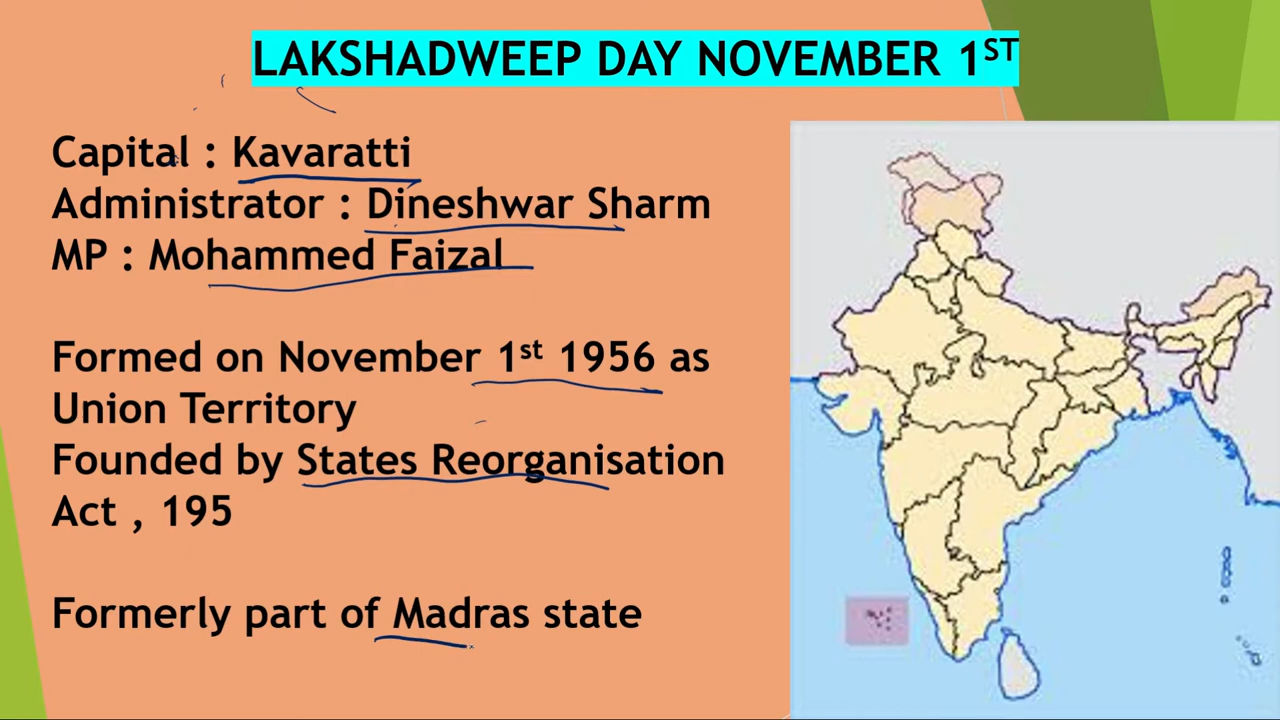 LAKSHADWEEP DAY NOVEMBER 1ST
Capital : Kavaratti
Administrator : Dineshwar Sharm
MP : Mohammed Faizal
Formed on November 1st 1956 as
Union Territory
Founded by States Reorganisation
Act , 195
Formerly part of Madras state